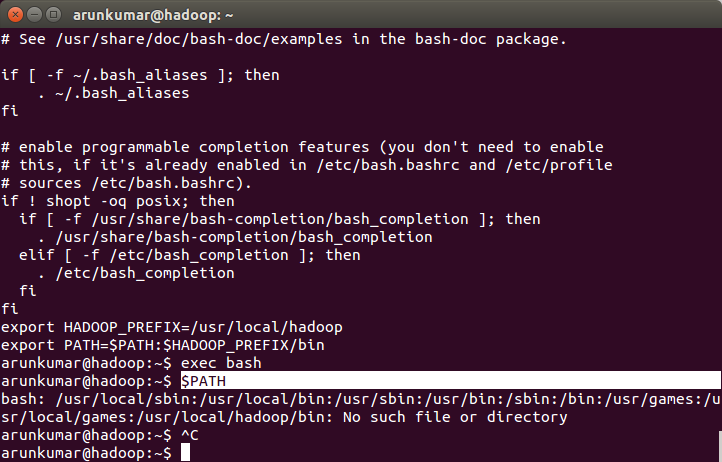 arunkumar@hadoop: ~
# See /usr/share/doc/bash-doc/examples in the bash-doc package.
if [ -f ~/.bash_aliases ]; then
    . ~/.bash_aliases
fi
# enable programmable completion features (you don't need to enable
# this, if it's already enabled in /etc/bash.bashrc and /etc/profile
# sources /etc/bash.bashrc).
if ! shopt -oq posix; then
  if [ -f /usr/share/bash-completion/bash_completion ]; then
    . /usr/share/bash-completion/bash_completion
  elif [ -f /etc/bash_completion ]; then
    . /etc/bash_completion
  fi
fi
export HADOOP_PREFIX=/usr/local/hadoop
export PATH=$PATH:$HADOOP_PREFIX/bin
arunkumar@hadoop:~$ exec bash
arunkumar@hadoop:~$ $PATH
bash: /usr/local/sbin:/usr/local/bin:/usr/sbin:/usr/bin:/sbin:/bin:/usr/games:/u
sr/local/games:/usr/local/hadoop/bin: No such file or directory
arunkumar@hadoop:~$ ^C
arunkumar@hadoop:~$